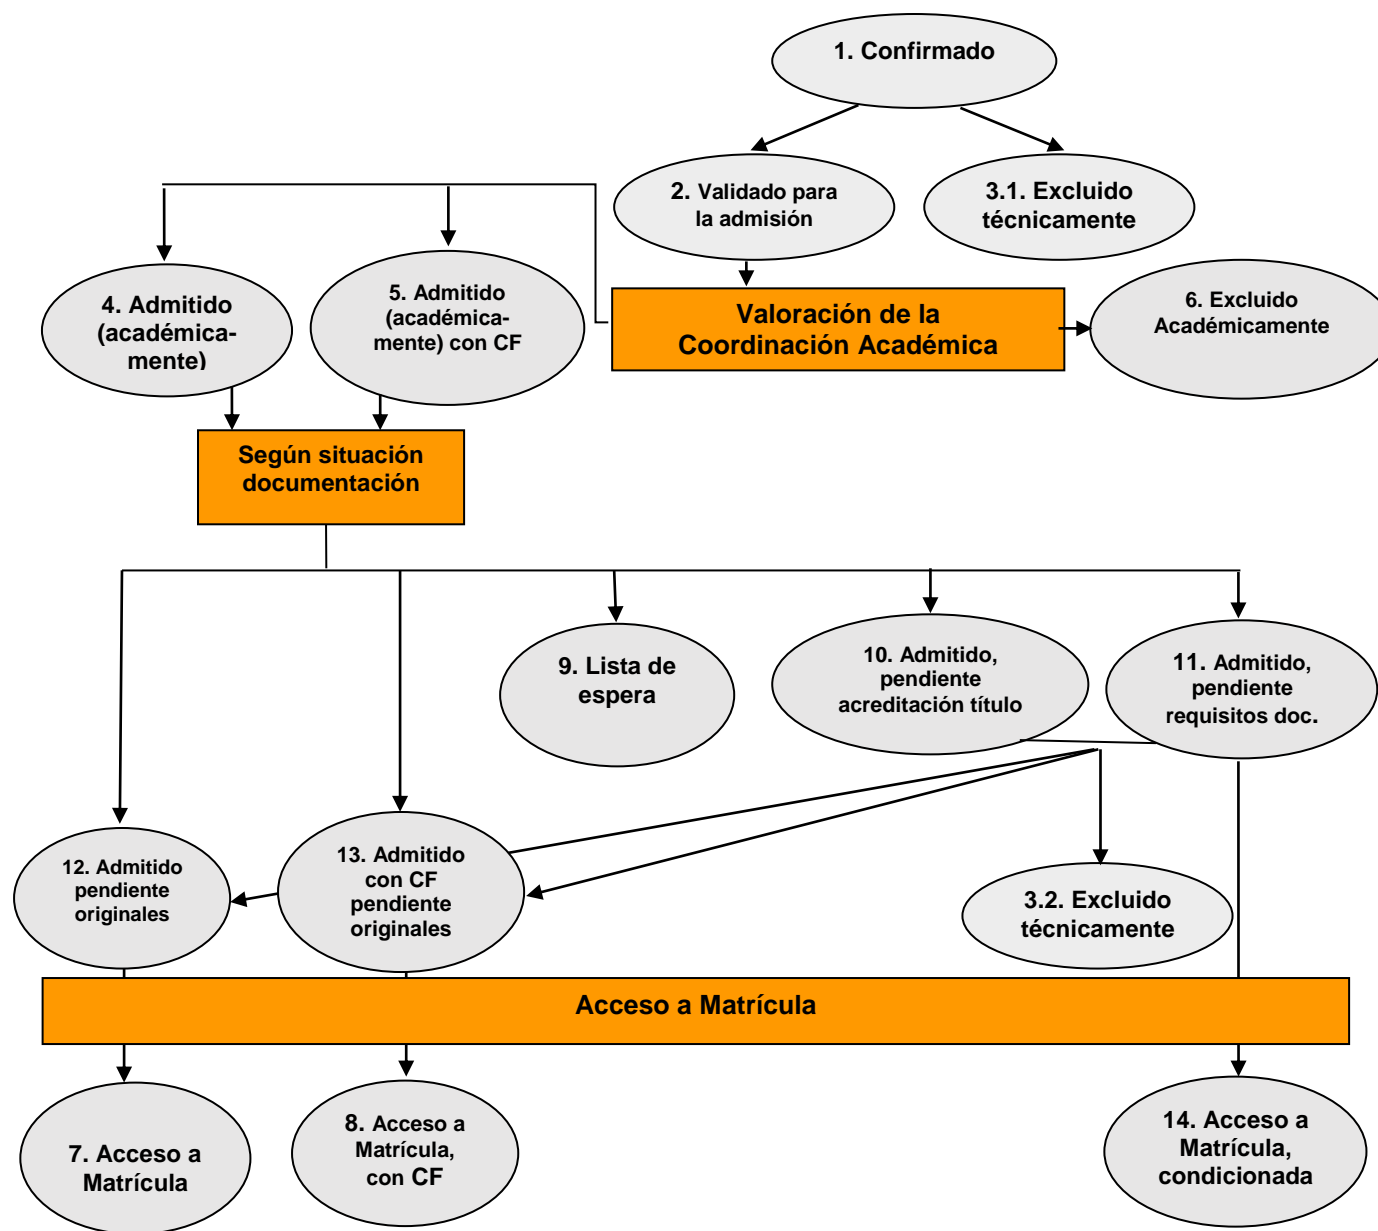 1. Confirmado
2. Validado para
la admisión
3.1. Excluido
técnicamente
4. Admitido
(académica-
mente)
5. Admitido
(académica-
mente) con CF
Valoración de la
Coordinación Académica
6. Excluido
Académicamente
Según situación
documentación
9. Lista de
espera
10. Admitido,
pendiente
acreditación título
11. Admitido,
pendiente
requisitos doc.
12. Admitido
pendiente
originales
13. Admitido
con CF
pendiente
originales
3.2. Excluido
técnicamente
Acceso a Matrícula
7. Acceso a
Matrícula
8. Acceso a
Matrícula,
con CF
14. Acceso a
Matrícula,
condicionada